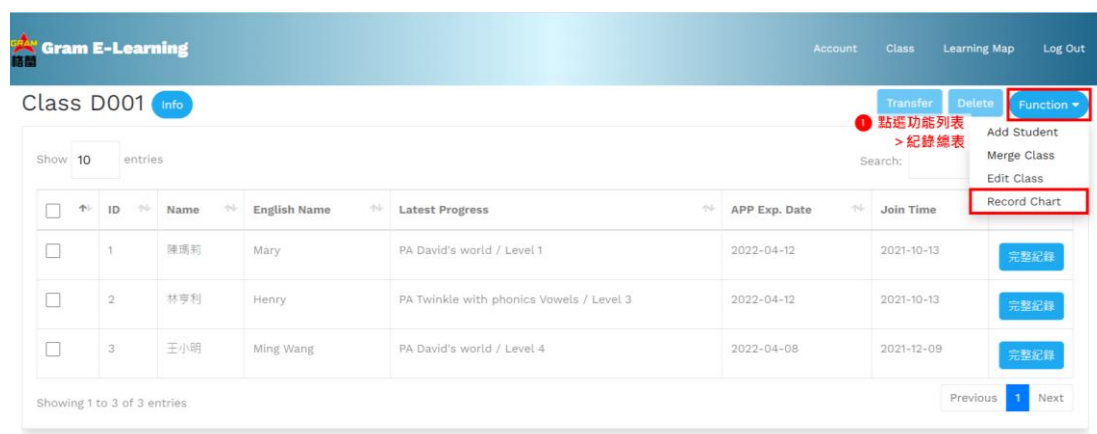 GRAM
格蘭
Gram E-Learning
Account Class Learning Map Log Out
Class D001 Info
Transfer Delete Function
1 點選功能列表
> 紀錄總表
Add Student
Merge Class
Edit Class
Record Chart
Show 10 entries
Search:
ID Name English Name Latest Progress APP Exp. Date Join Time
1 陳瑪莉 Mary PA David's world / Level 1 2022-04-12 2021-10-13 完整紀錄
2 林亨利 Henry PA Twinkle with phonics Vowels / Level 3 2022-04-12 2021-10-13 完整紀錄
3 王小明 Ming Wang PA David's world / Level 4 2022-04-08 2021-12-09 完整紀錄
Showing 1 to 3 of 3 entries
Previous 1 Next